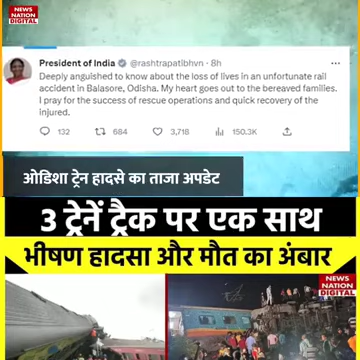 NEWS
NATION
DIGITAL
President of India @rashtrapatibhvn · 8h
Deeply anguished to know about the loss of lives in an unfortunate rail
accident in Balasore, Odisha. My heart goes out to the bereaved families.
I pray for the success of rescue operations and quick recovery of the
injured.
132 684 3,718 150.3K
ओडिशा ट्रेन हादसे का ताजा अपडेट
3 ट्रेनें ट्रैक पर एक साथ
भीषण हादसा और मौत का अंबार
NEWS
NATION
DIGITAL